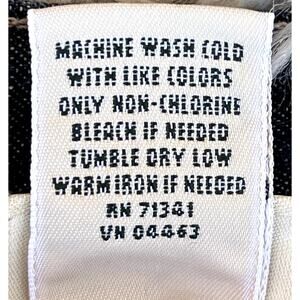 MACHINE WASH COLD
WITH LIKE COLORS
ONLY NON-CHLORINE
BLEACH IF NEEDED
TUMBLE DRY LOW
WARM IRON IF NEEDED
RN 71341
VN 04463